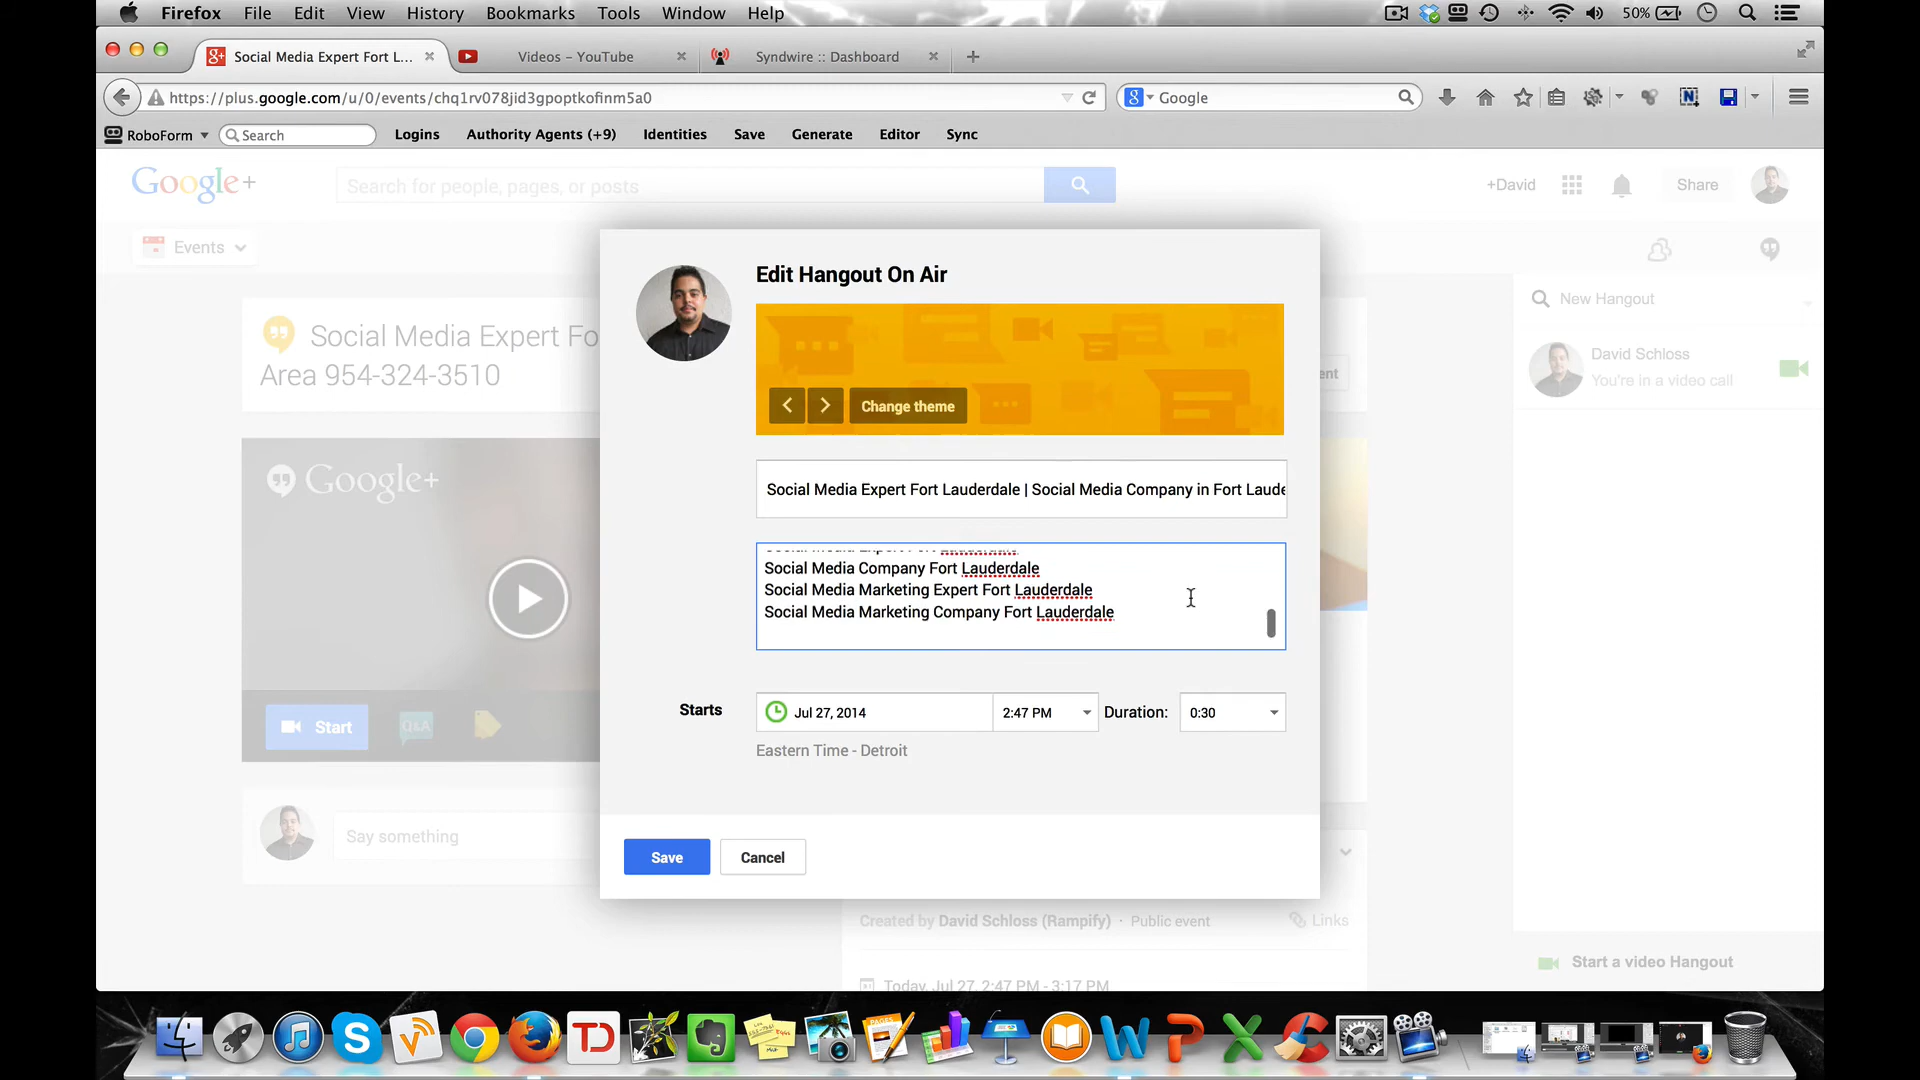 Firefox File Edit View History Bookmarks Tools Window Help 50%
Social Media Expert Fort L... Videos – YouTube Syndwire :: Dashboard
https://plus.google.com/u/0/events/chq1rv078jid3gpoptkofinm5a0 Google
RoboForm Search Logins Authority Agents (+9) Identities Save Generate Editor Sync
Google+ Search for people, pages, or posts +David Share
Events
Edit Hangout On Air
New Hangout
Social Media Expert Fo
Area 954-324-3510
David Schloss
You're in a video call
ent
Change theme
Google+
Social Media Expert Fort Lauderdale | Social Media Company in Fort Laude
Social Media Expert Fort Lauderdale
Social Media Company Fort Lauderdale
Social Media Marketing Expert Fort Lauderdale
Social Media Marketing Company Fort Lauderdale
Starts Jul 27, 2014 2:47 PM Duration: 0:30
Eastern Time - Detroit
Start Q&A
Say something
Save Cancel
Created by David Schloss (Rampify) · Public event Links
Start a video Hangout
Today, Jul 27, 2:47 PM - 3:17 PM